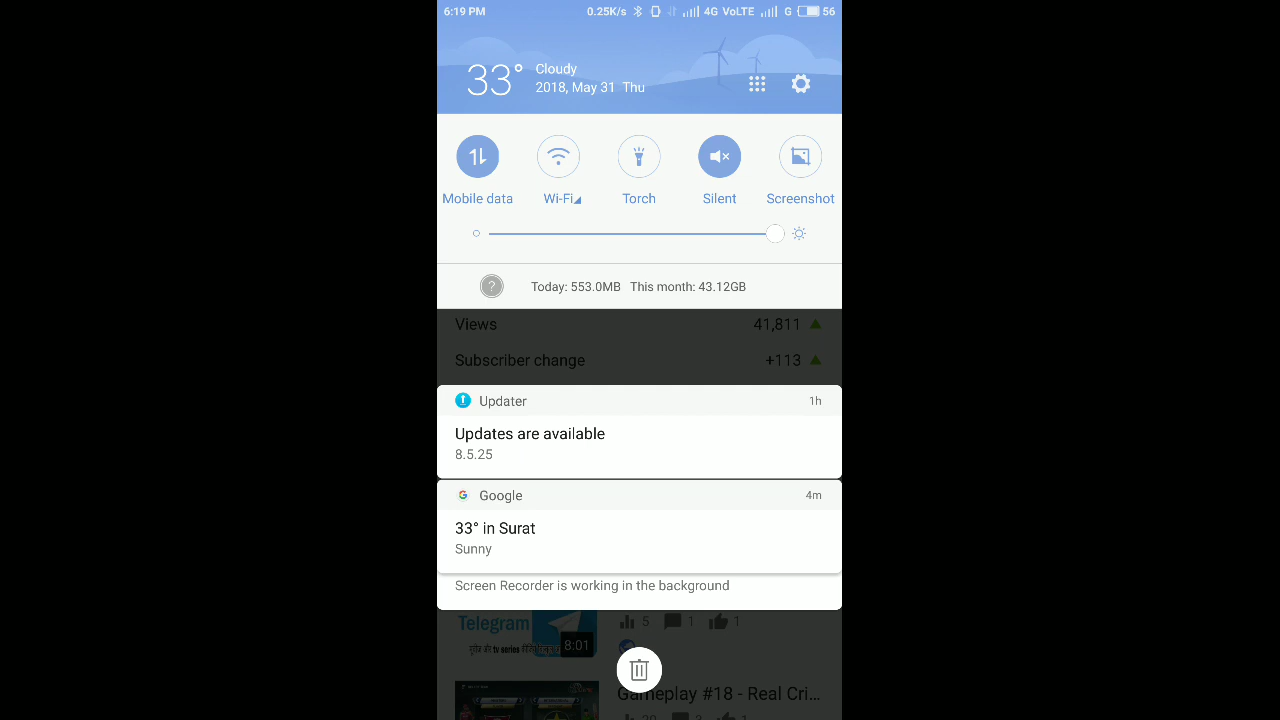 6:19 PM 0.25K/s 4G VoLTE G 56
33° Cloudy
2018, May 31 Thu
Mobile data Wi-Fi Torch Silent Screenshot
? Today: 553.0MB This month: 43.12GB
Views 41,811
Subscriber change +113
Updater 1h
Updates are available
8.5.25
Google 4m
33° in Surat
Sunny
Screen Recorder is working in the background
Telegram 5 1 1
8:01
Gameplay #18 - Real Cri...